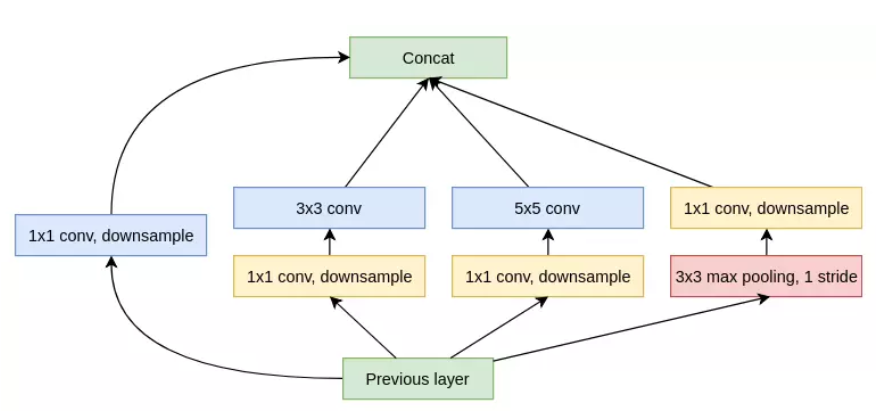 Concat
3x3 conv
5x5 conv
1x1 conv, downsample
1x1 conv, downsample
1x1 conv, downsample
1x1 conv, downsample
3x3 max pooling, 1 stride
Previous layer